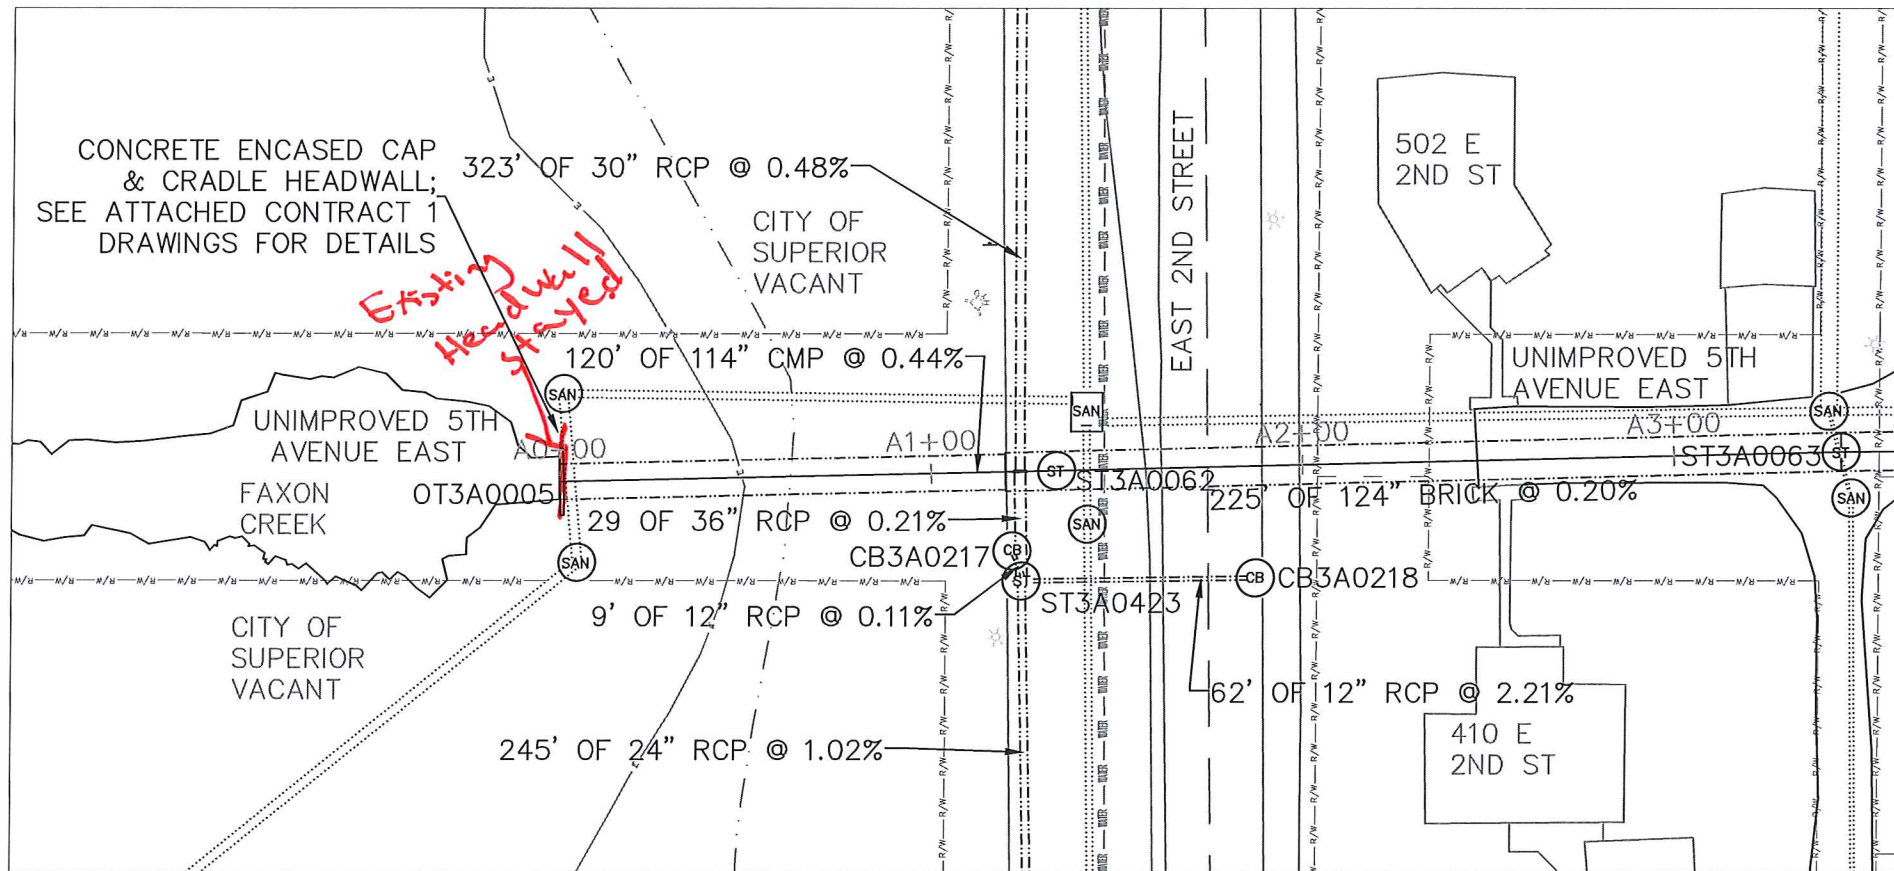 CONCRETE ENCASED CAP
& CRADLE HEADWALL;
SEE ATTACHED CONTRACT 1
DRAWINGS FOR DETAILS
Existing
Headwall
stayed
323' OF 30" RCP @ 0.48%
CITY OF
SUPERIOR
VACANT
EAST 2ND STREET
502 E
2ND ST
120' OF 114" CMP @ 0.44%
UNIMPROVED 5TH
AVENUE EAST
UNIMPROVED 5TH
AVENUE EAST
SAN
SAN
SAN
A0+00
A1+00
A2+00
A3+00
FAXON
CREEK
OT3A0005
ST
ST3A0062
ST3A0063
ST
225' OF 124" BRICK @ 0.20%
SAN
29 OF 36" RCP @ 0.21%
SAN
CB3A0217
CB
SAN
ST
CB
CB3A0218
ST3A0423
9' OF 12" RCP @ 0.11%
CITY OF
SUPERIOR
VACANT
62' OF 12" RCP @ 2.21%
245' OF 24" RCP @ 1.02%
410 E
2ND ST
R/W
WATER